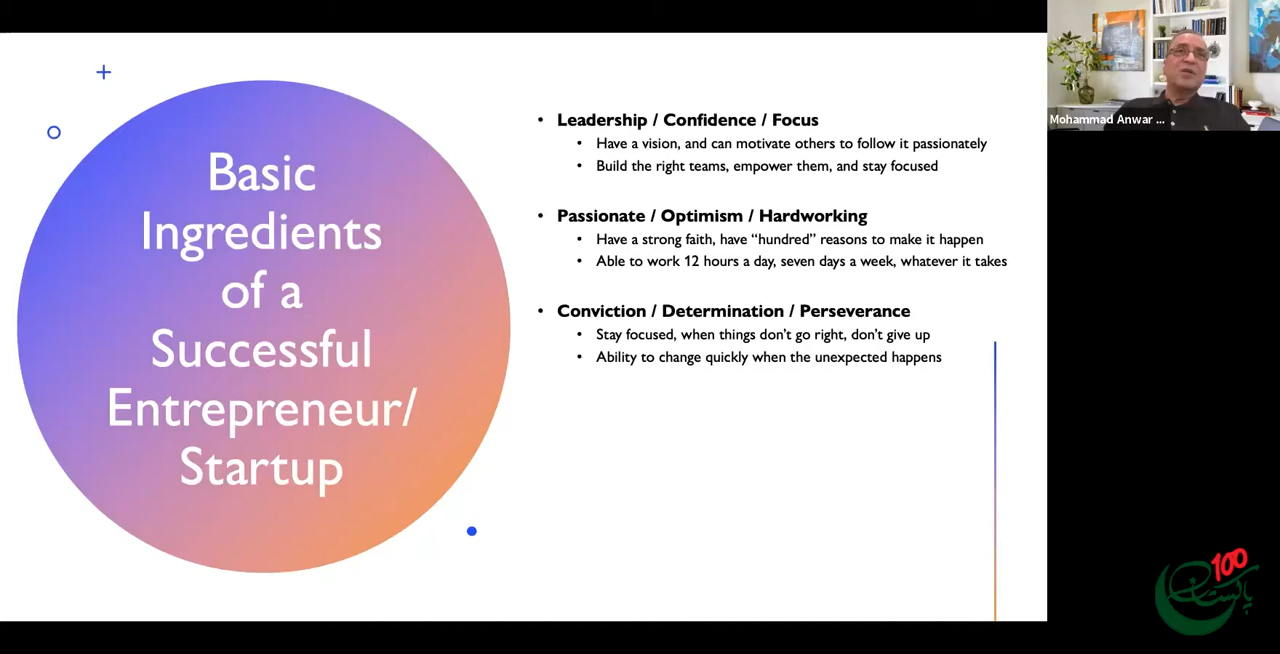 Basic
Ingredients
of a
Successful
Entrepreneur/
Startup
• Leadership / Confidence / Focus
• Have a vision, and can motivate others to follow it passionately
• Build the right teams, empower them, and stay focused
• Passionate / Optimism / Hardworking
• Have a strong faith, have “hundred” reasons to make it happen
• Able to work 12 hours a day, seven days a week, whatever it takes
• Conviction / Determination / Perseverance
• Stay focused, when things don’t go right, don’t give up
• Ability to change quickly when the unexpected happens
Mohammad Anwar ...
100
پاکستان